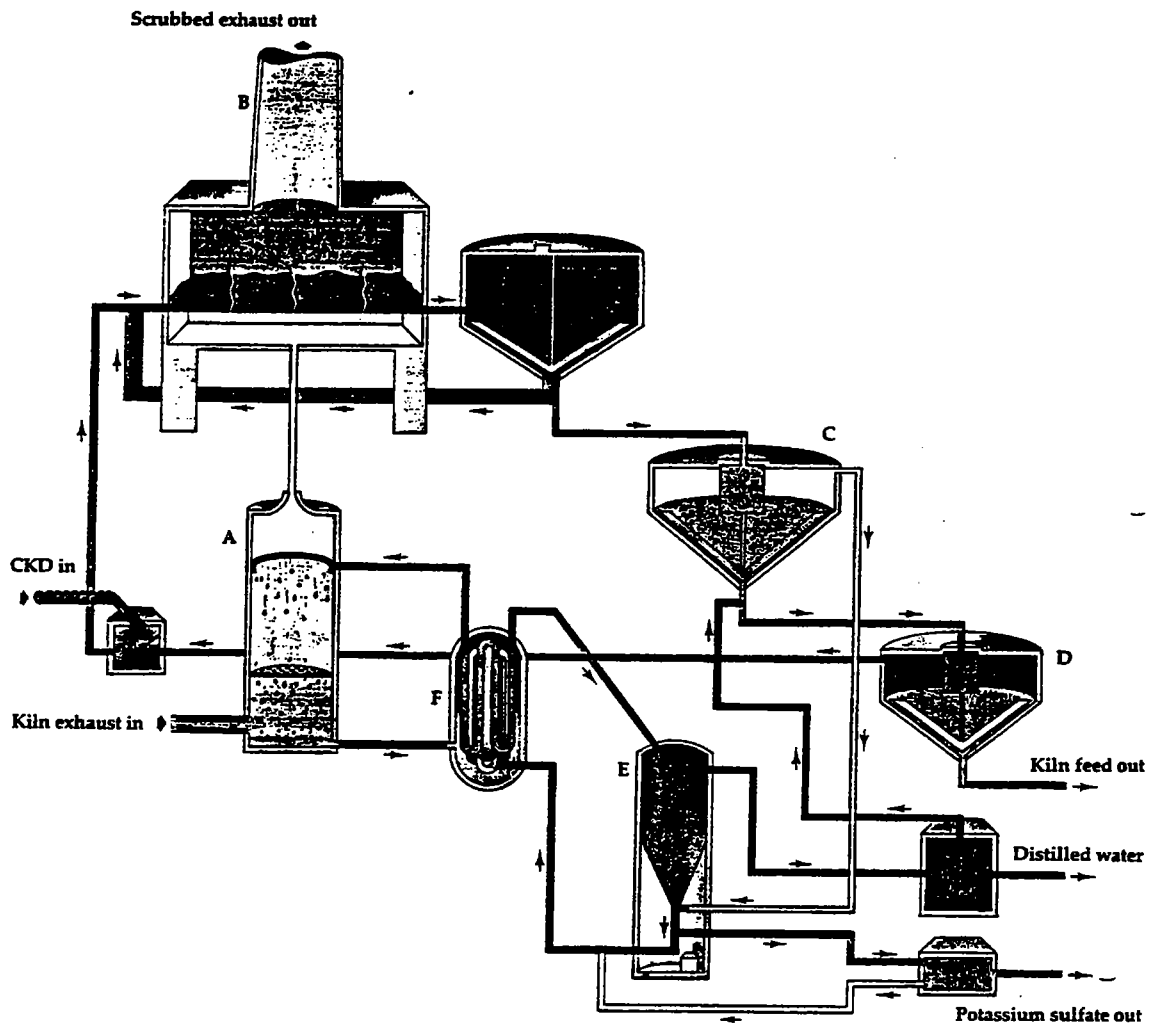 Scrubbed exhaust out
B
C
A
CKD in
D
F
Kiln exhaust in
E
Kiln feed out
Distilled water
Potassium sulfate out